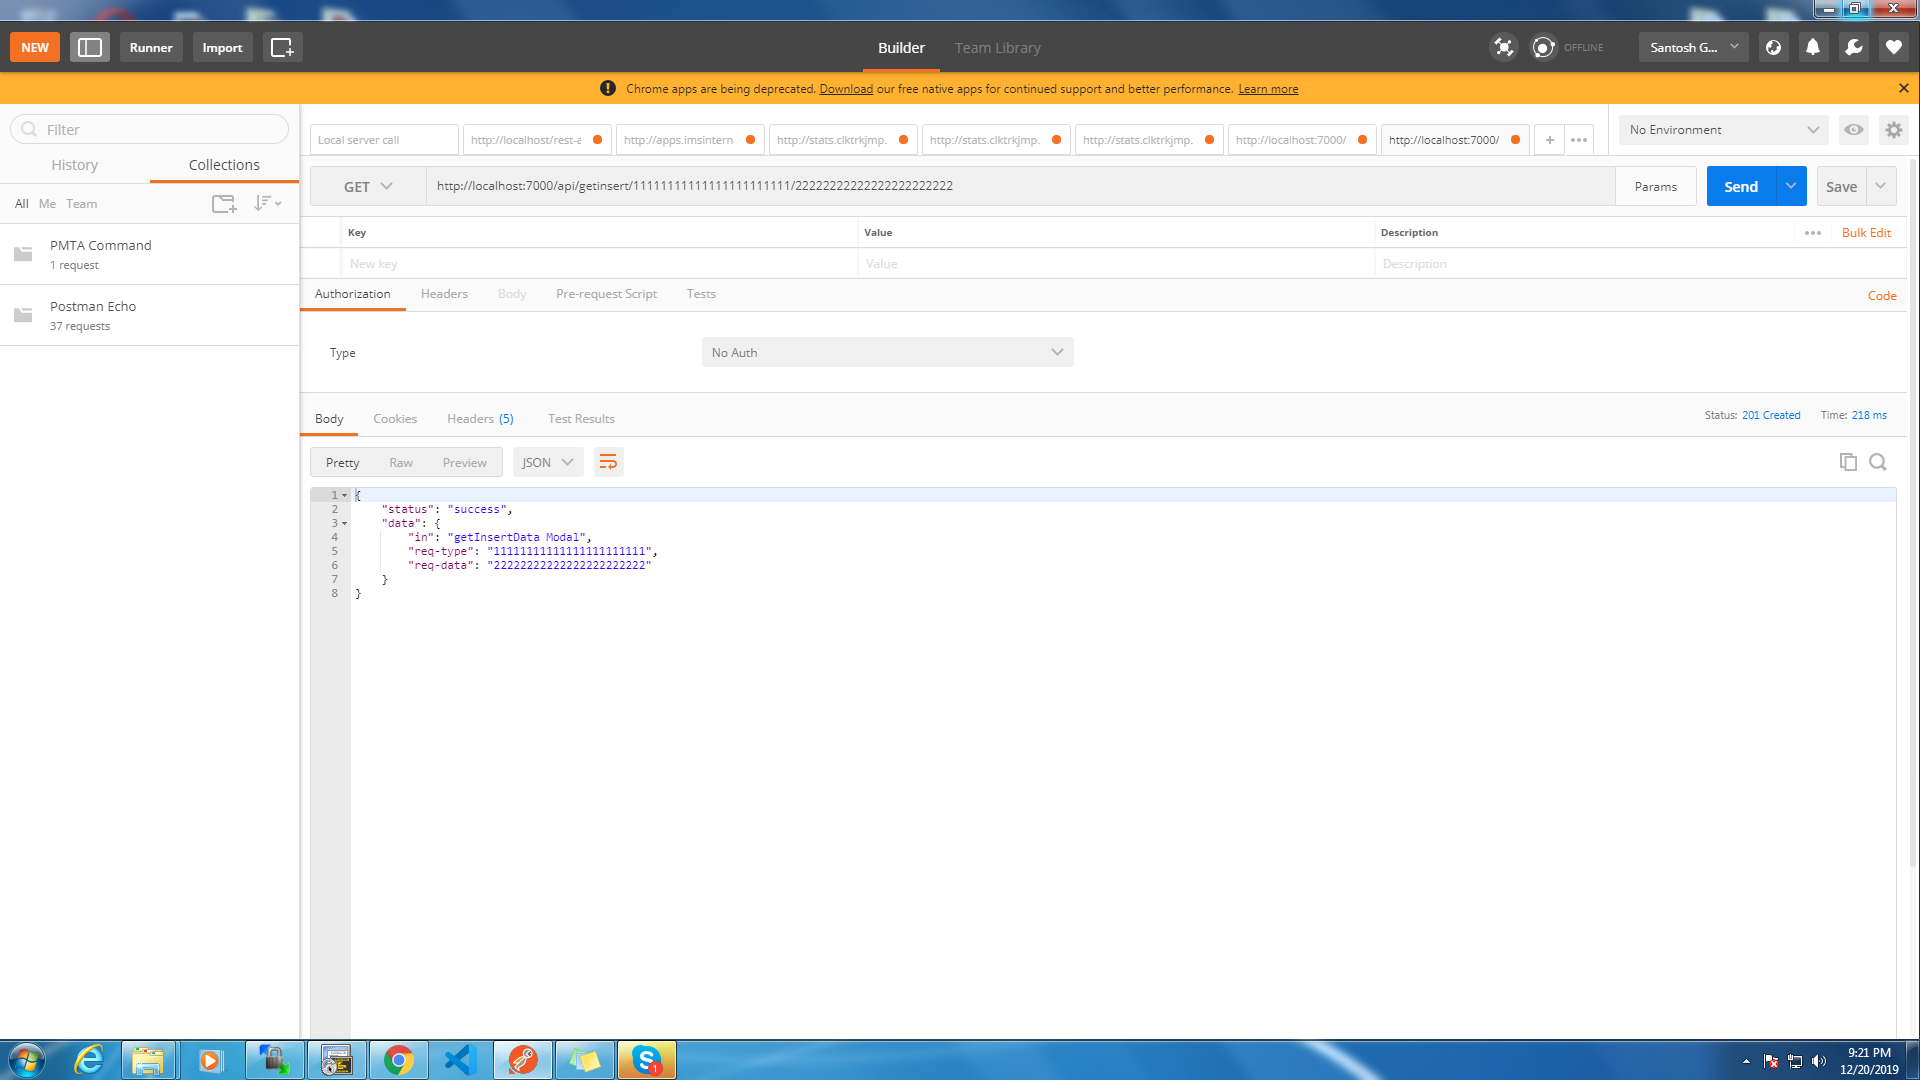 NEW
Runner
Import
Builder
Team Library
OFFLINE
Santosh G...
Chrome apps are being deprecated. Download our free native apps for continued support and better performance. Learn more
Filter
History
Collections
All Me Team
PMTA Command
1 request
Postman Echo
37 requests
Local server call
http://localhost/rest-a
http://apps.imsintern
http://stats.clktrkjmp.
http://stats.clktrkjmp.
http://stats.clktrkjmp.
http://localhost:7000/
http://localhost:7000/
No Environment
GET
http://localhost:7000/api/getinsert/11111111111111111111111/22222222222222222222222
Params
Send
Save
Key
Value
Description
Bulk Edit
New key
Value
Description
Authorization
Headers
Body
Pre-request Script
Tests
Code
Type
No Auth
Body
Cookies
Headers (5)
Test Results
Status: 201 Created
Time: 218 ms
Pretty
Raw
Preview
JSON
1 {
2 "status": "success",
3 "data": {
4 "in": "getInsertData Modal",
5 "req-type": "11111111111111111111111",
6 "req-data": "22222222222222222222222"
7 }
8 }
1
9:21 PM
12/20/2019